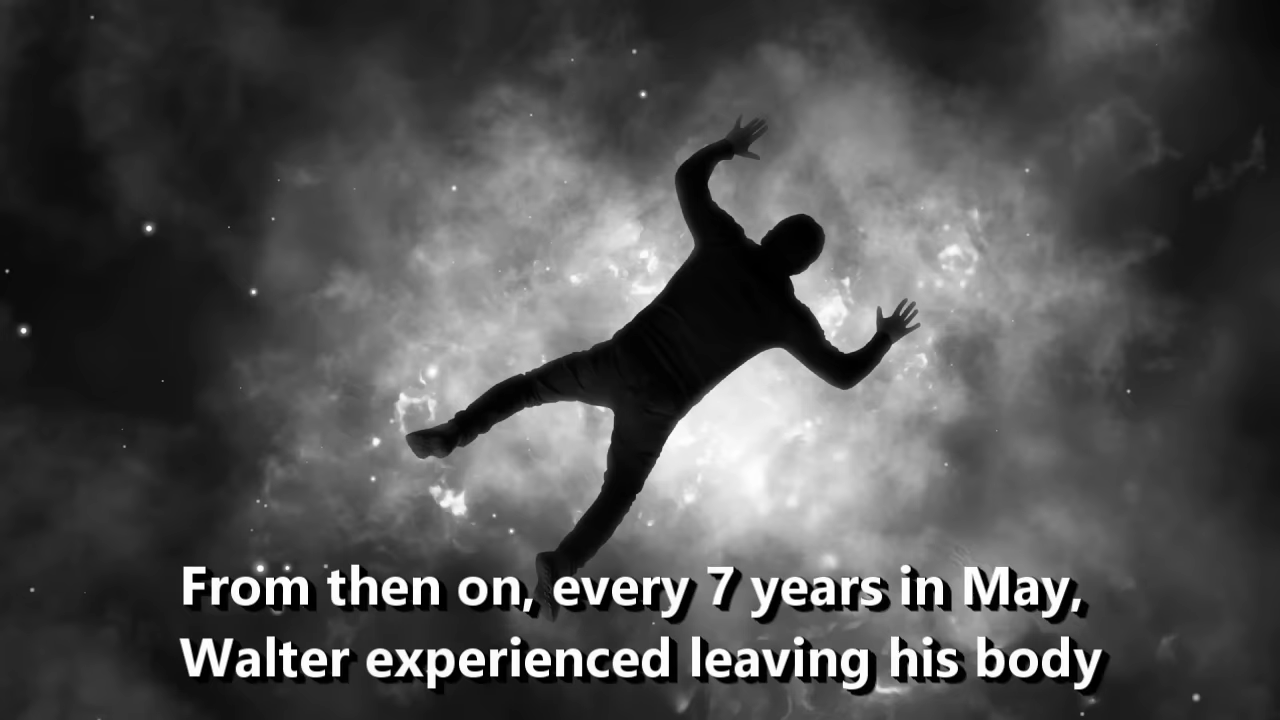 From then on, every 7 years in May,
Walter experienced leaving his body